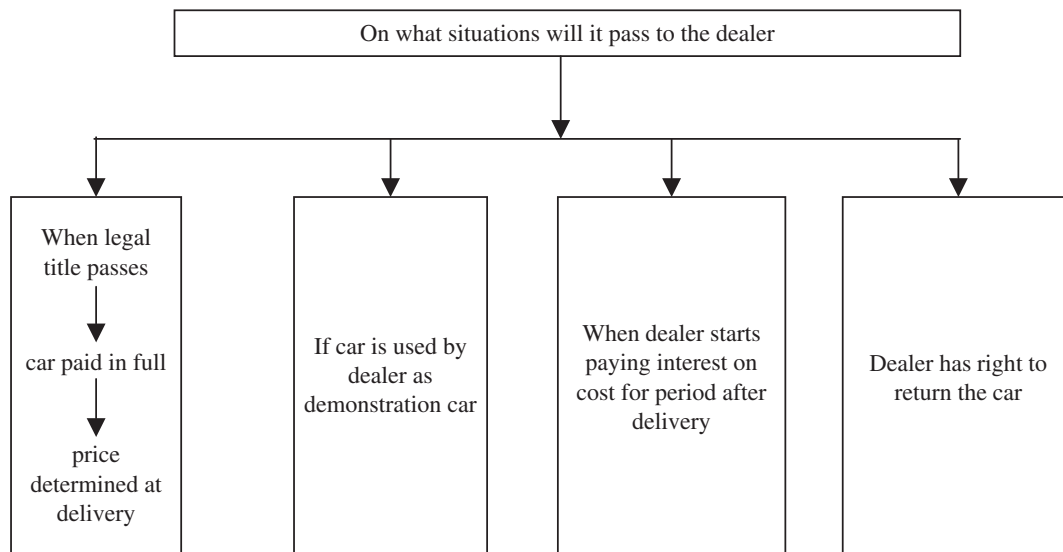 On what situations will it pass to the dealer
When legal
title passes
car paid in full
price
determined at
delivery
If car is used by
dealer as
demonstration car
When dealer starts
paying interest on
cost for period after
delivery
Dealer has right to
return the car